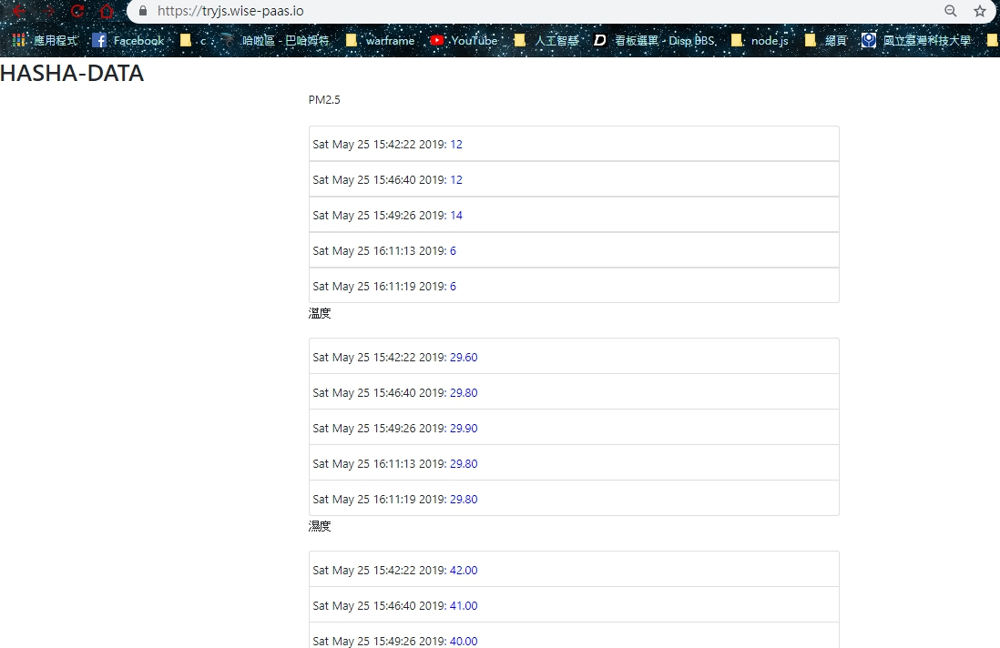 https://tryjs.wise-paas.io
應用程式 Facebook c 哈啦區 - 巴哈姆特 warframe YouTube 人工智慧 D 看板選單 - Disp BBS node.js 網頁 國立臺灣科技大學
HASHA-DATA
PM2.5
Sat May 25 15:42:22 2019: 12
Sat May 25 15:46:40 2019: 12
Sat May 25 15:49:26 2019: 14
Sat May 25 16:11:13 2019: 6
Sat May 25 16:11:19 2019: 6
溫度
Sat May 25 15:42:22 2019: 29.60
Sat May 25 15:46:40 2019: 29.80
Sat May 25 15:49:26 2019: 29.90
Sat May 25 16:11:13 2019: 29.80
Sat May 25 16:11:19 2019: 29.80
濕度
Sat May 25 15:42:22 2019: 42.00
Sat May 25 15:46:40 2019: 41.00
Sat May 25 15:49:26 2019: 40.00